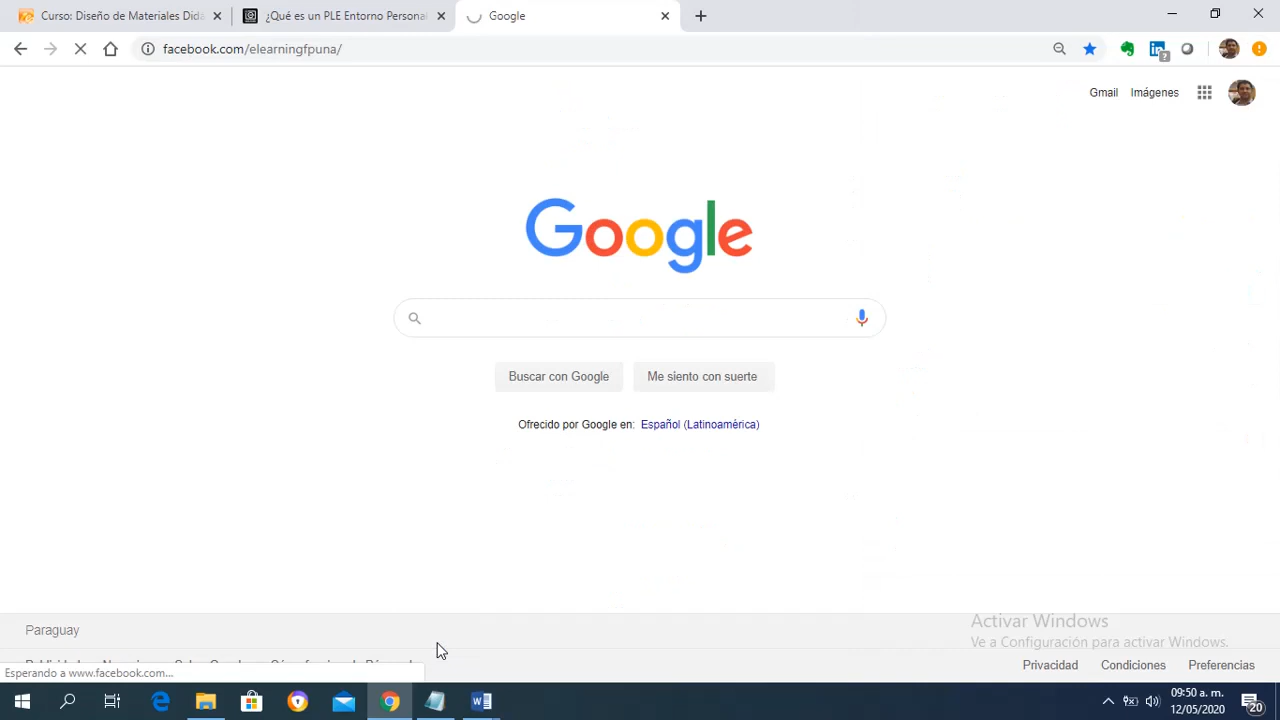 Curso: Diseño de Materiales Didá
¿Qué es un PLE Entorno Personal
Google
facebook.com/elearningfpuna/
Gmail
Imágenes
Google
Buscar con Google
Me siento con suerte
Ofrecido por Google en: Español (Latinoamérica)
Paraguay
Activar Windows
Ve a Configuración para activar Windows.
Privacidad
Condiciones
Preferencias
Esperando a www.facebook.com...
09:50 a. m.
12/05/2020
20